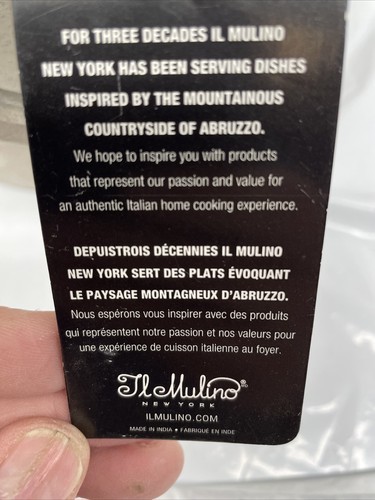 FOR THREE DECADES IL MULINO
NEW YORK HAS BEEN SERVING DISHES
INSPIRED BY THE MOUNTAINOUS
COUNTRYSIDE OF ABRUZZO.
We hope to inspire you with products
that represent our passion and value for
an authentic Italian home cooking experience.
DEPUISTROIS DÉCENNIES IL MULINO
NEW YORK SERT DES PLATS ÉVOQUANT
LE PAYSAGE MONTAGNEUX D'ABRUZZO.
Nous espérons vous inspirer avec des produits
qui représentent notre passion et nos valeurs pour
une expérience de cuisson italienne au foyer.
Il Mulino®
NEW YORK
ILMULINO.COM
MADE IN INDIA • FABRIQUÉ EN INDE